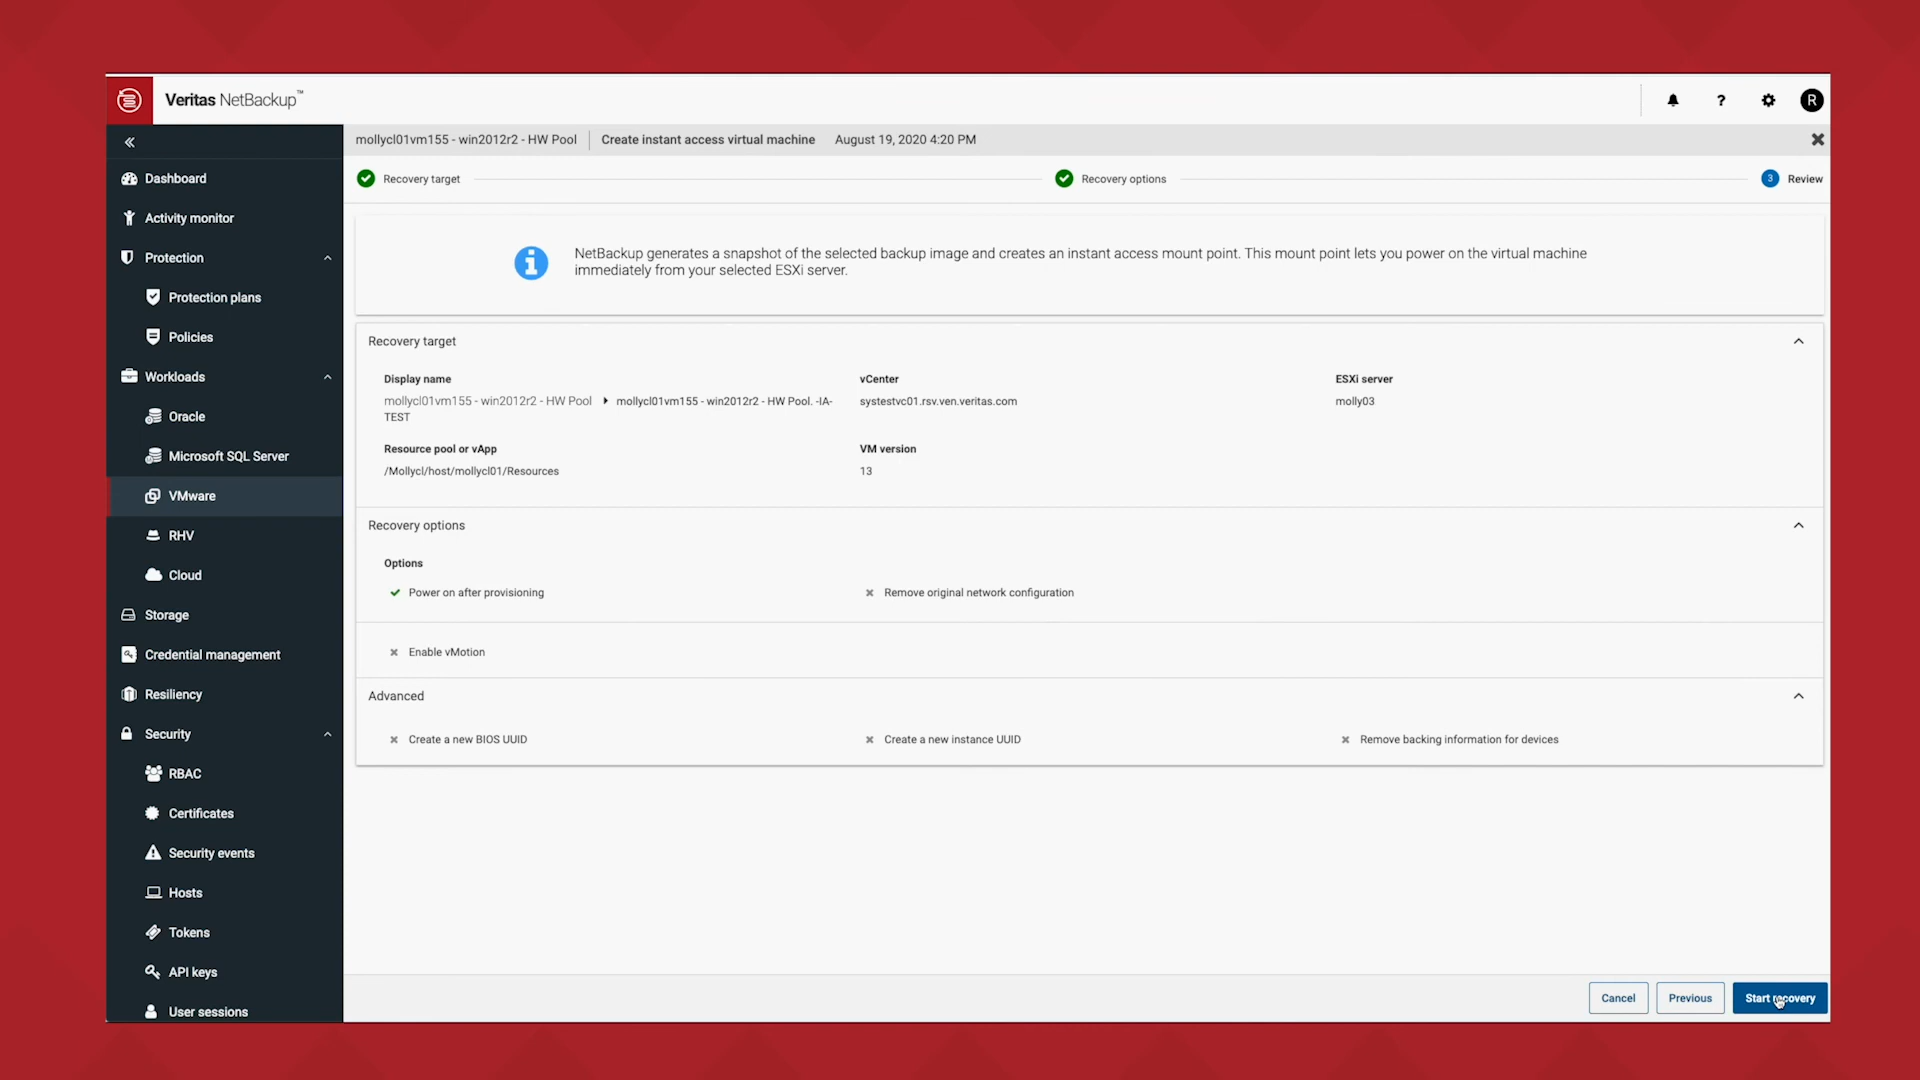 Veritas NetBackup™
R
mollycl01vm155 - win2012r2 - HW Pool
Create instant access virtual machine
August 19, 2020 4:20 PM
Recovery target
Recovery options
3
Review
Dashboard
Activity monitor
Protection
Protection plans
Policies
Workloads
Oracle
Microsoft SQL Server
VMware
RHV
Cloud
Storage
Credential management
Resiliency
Security
RBAC
Certificates
Security events
Hosts
Tokens
API keys
User sessions
NetBackup generates a snapshot of the selected backup image and creates an instant access mount point. This mount point lets you power on the virtual machine
immediately from your selected ESXi server.
Recovery target
Display name
mollycl01vm155 - win2012r2 - HW Pool
mollycl01vm155 - win2012r2 - HW Pool. -IA-
TEST
vCenter
systestvc01.rsv.ven.veritas.com
ESXi server
molly03
Resource pool or vApp
/Mollycl/host/mollycl01/Resources
VM version
13
Recovery options
Options
Power on after provisioning
Remove original network configuration
Enable vMotion
Advanced
Create a new BIOS UUID
Create a new instance UUID
Remove backing information for devices
Cancel
Previous
Start recovery